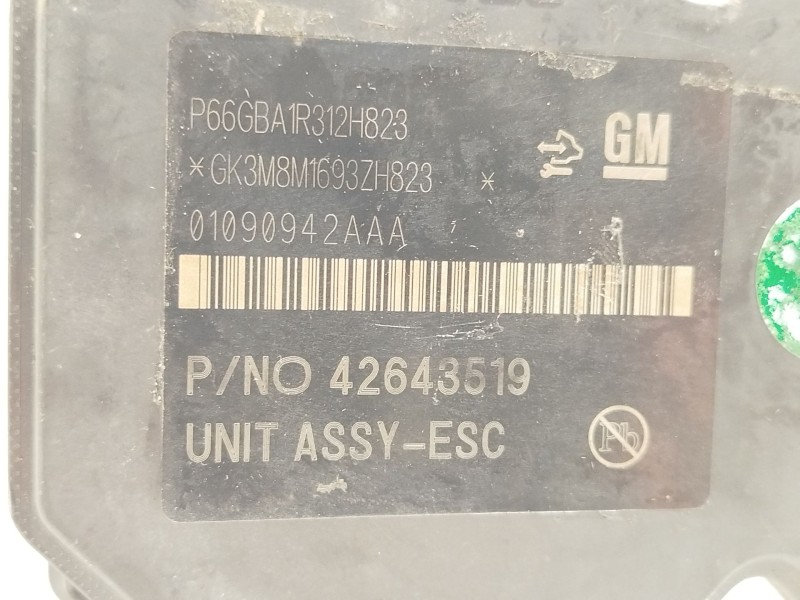 P66GBA1R312H823
*GK3M8M1693ZH823 *
GM
01090942AAA
P/NO 42643519
UNIT ASSY-ESC
Pb